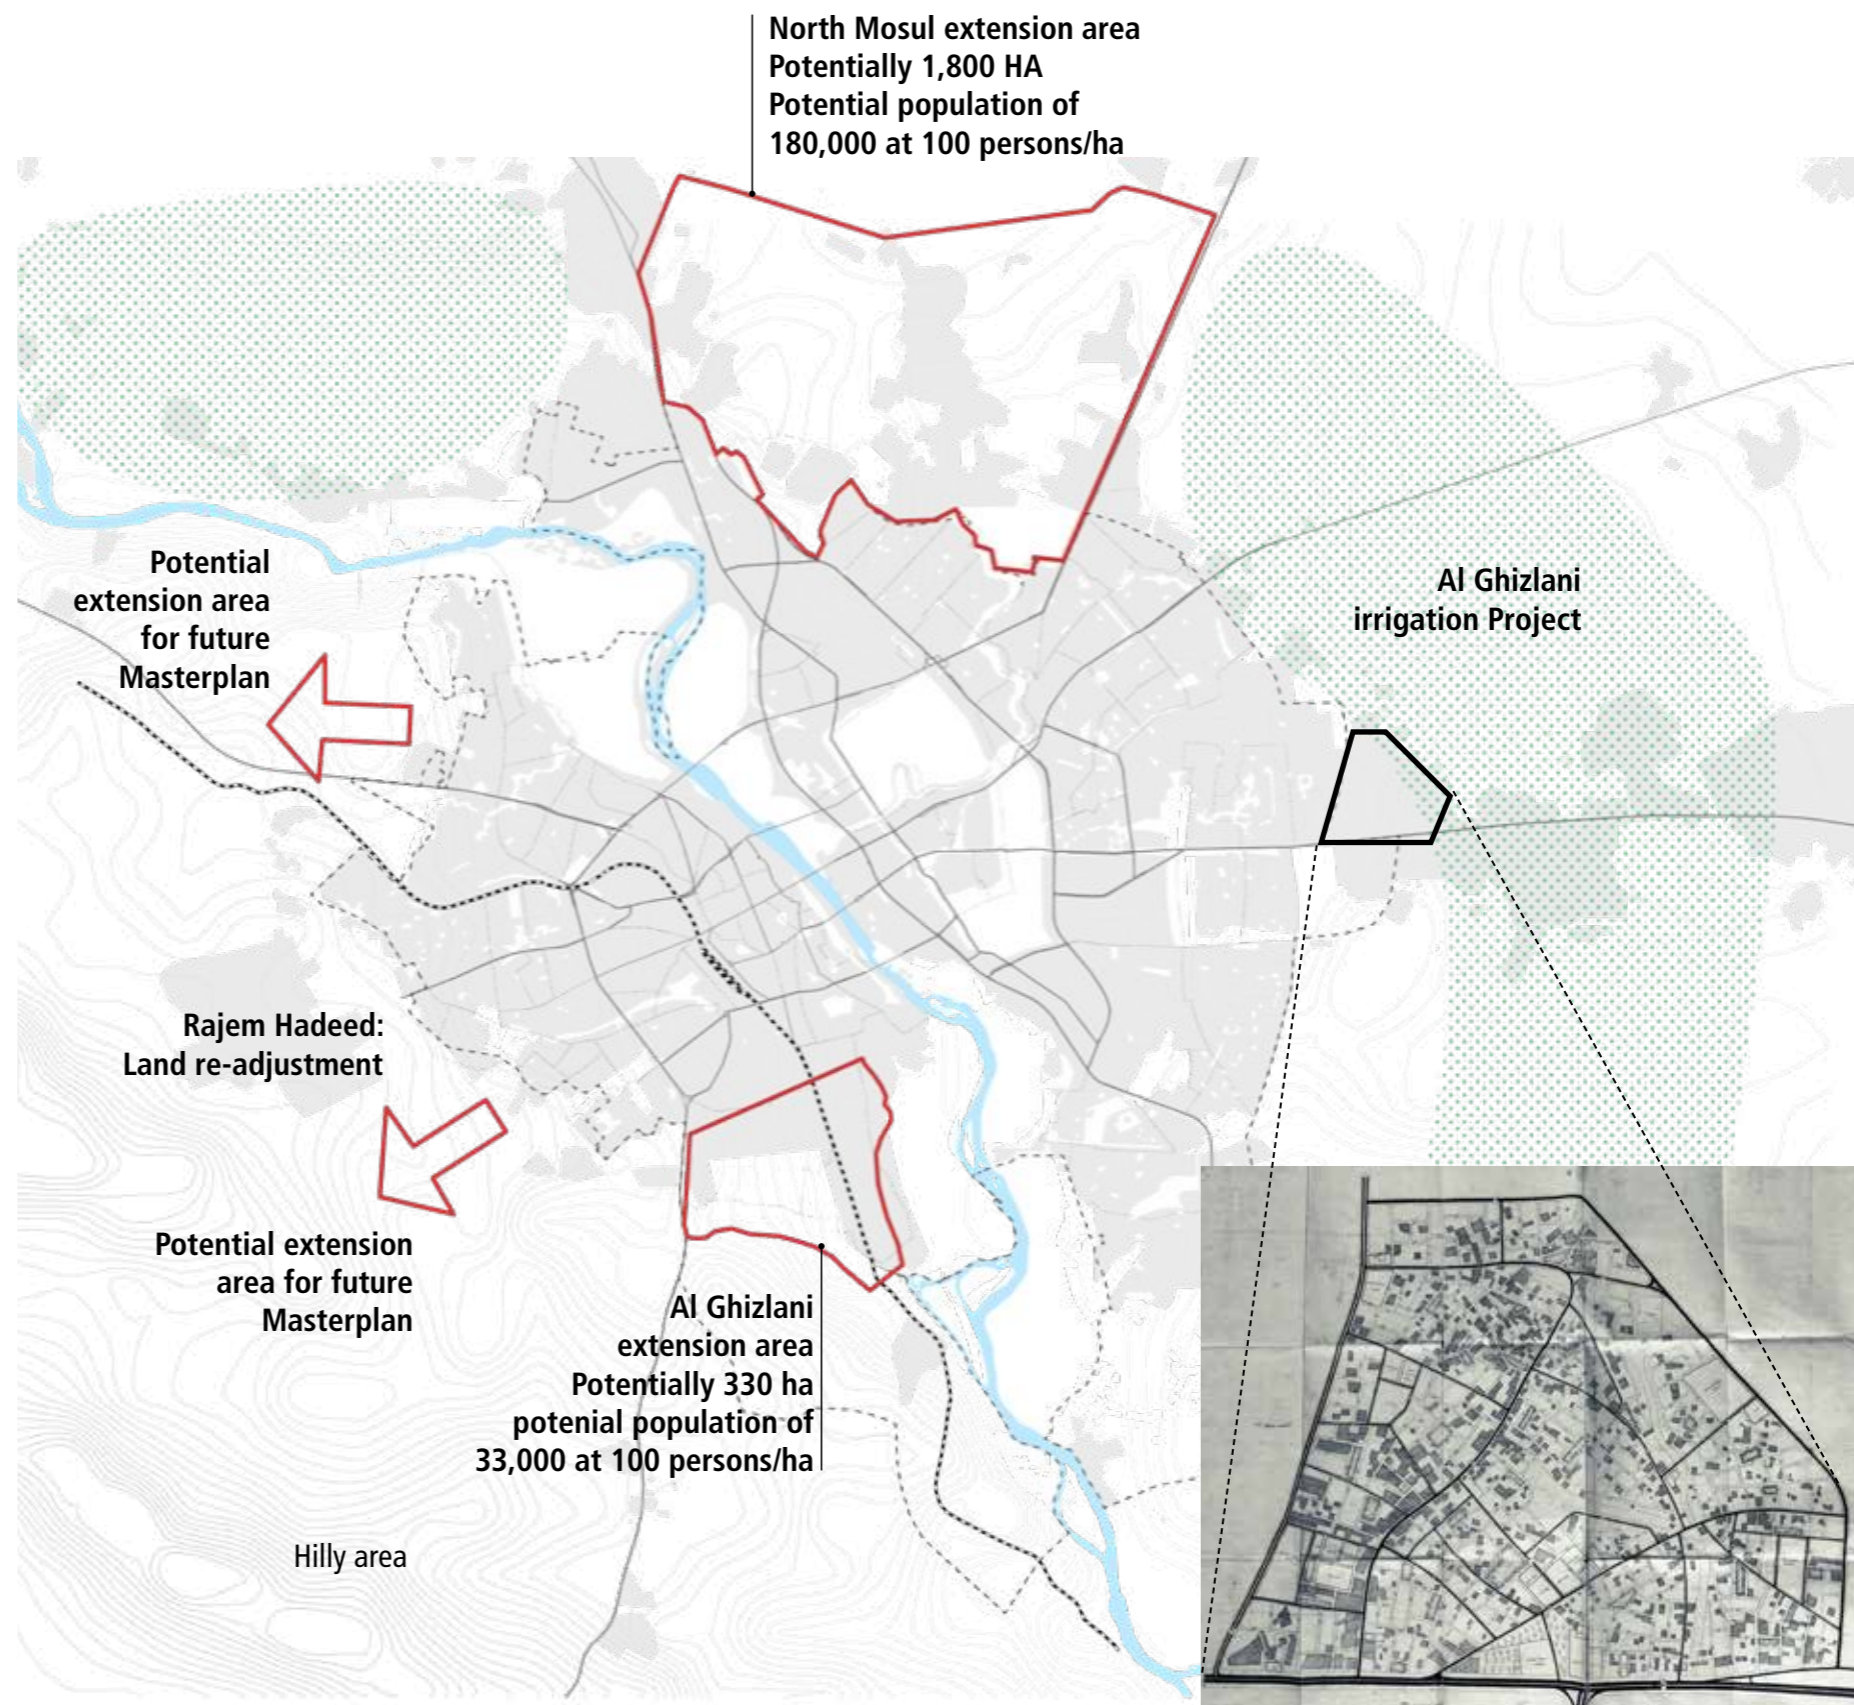 North Mosul extension area
Potentially 1,800 HA
Potential population of
180,000 at 100 persons/ha
Potential
extension area
for future
Masterplan
Al Ghizlani
irrigation Project
Rajem Hadeed:
Land re-adjustment
Potential extension
area for future
Masterplan
Al Ghizlani
extension area
Potentially 330 ha
potenial population of
33,000 at 100 persons/ha
Hilly area